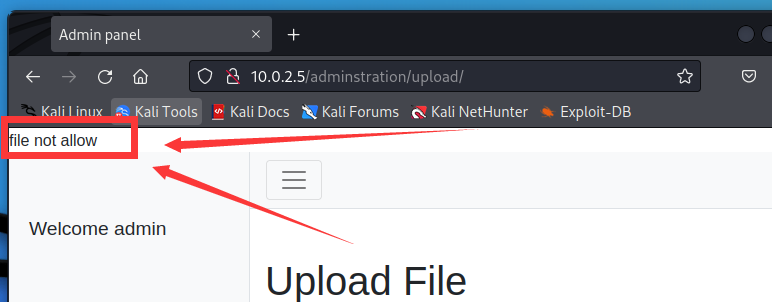 Admin panel
10.0.2.5/adminstration/upload/
Kali Linux Kali Tools Kali Docs Kali Forums Kali NetHunter Exploit-DB
file not allow
Welcome admin
Upload File